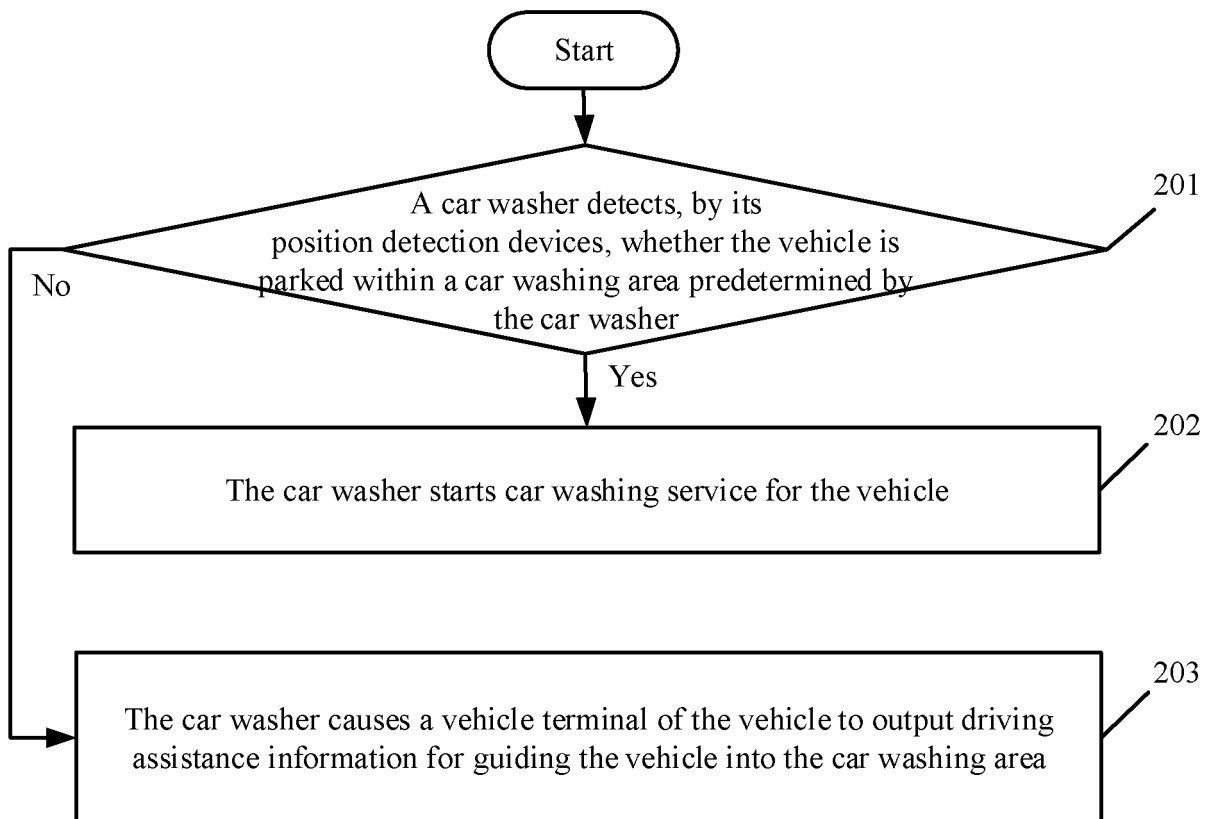 Start
A car washer detects, by its
position detection devices, whether the vehicle is
parked within a car washing area predetermined by
the car washer
201
No
Yes
202
The car washer starts car washing service for the vehicle
203
The car washer causes a vehicle terminal of the vehicle to output driving
assistance information for guiding the vehicle into the car washing area